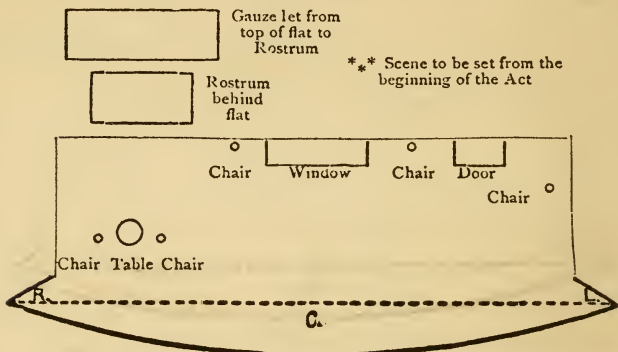 Gauze let from
top of flat to
Rostrum
*** Scene to be set from the
beginning of the Act
Rostrum
behind
flat
Chair Window Chair Door
Chair
Chair Table Chair
R. L.
C.